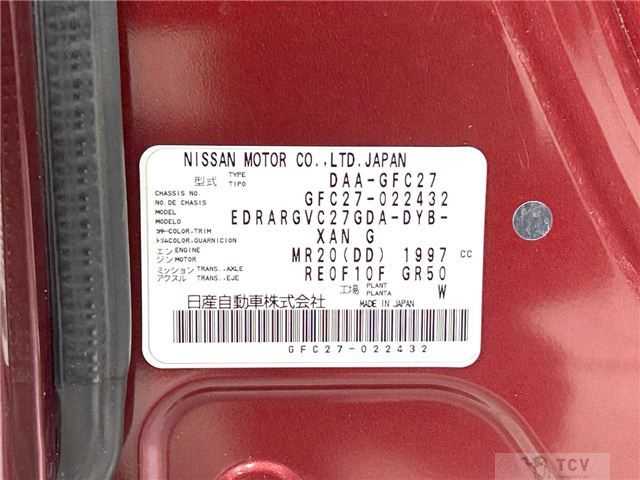 NISSAN MOTOR CO.,LTD.JAPAN
型式 TYPE TIPO DAA-GFC27
CHASSIS NO. NO. DE CHASSIS GFC27-022432
MODEL MODELO EDRARGVC27GDA-DYB-
カラー COLOR,TRIM トリム COLOR,GUARNICION XAN G
エンジン ENGINE MOTOR MR20(DD) 1997 CC
ミッション TRANS.,AXLE アクスル TRANS.,EJE RE0F10F GR50
工場 PLANT PLANTA W
日産自動車株式会社 MADE IN JAPAN
GFC27-022432
TCV